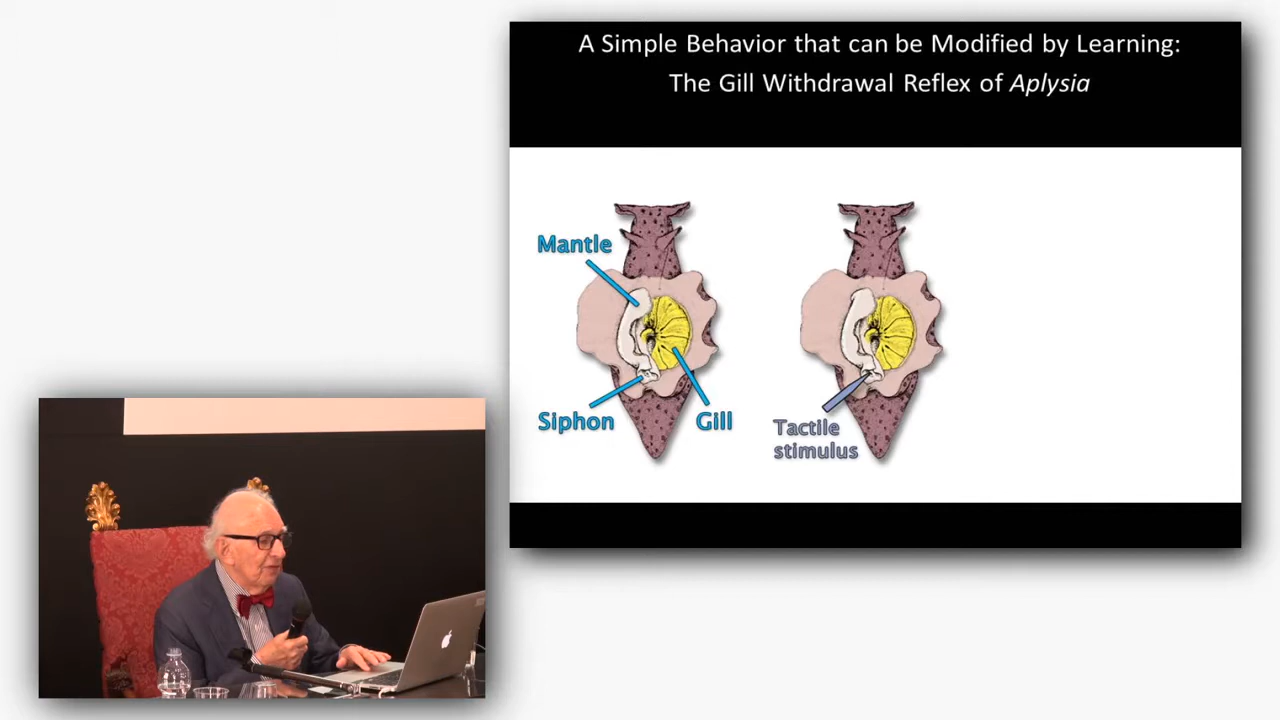 A Simple Behavior that can be Modified by Learning:
The Gill Withdrawal Reflex of Aplysia
Mantle
Siphon
Gill
Tactile
stimulus